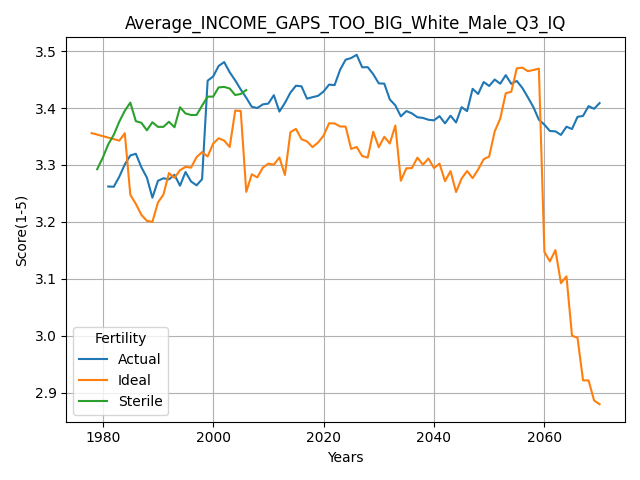 Average_INCOME_GAPS_TOO_BIG_White_Male_Q3_IQ
Score(1-5)
3.5
3.4
3.3
3.2
3.1
3.0
2.9
Fertility
Actual
Ideal
Sterile
1980 2000 2020 2040 2060
Years